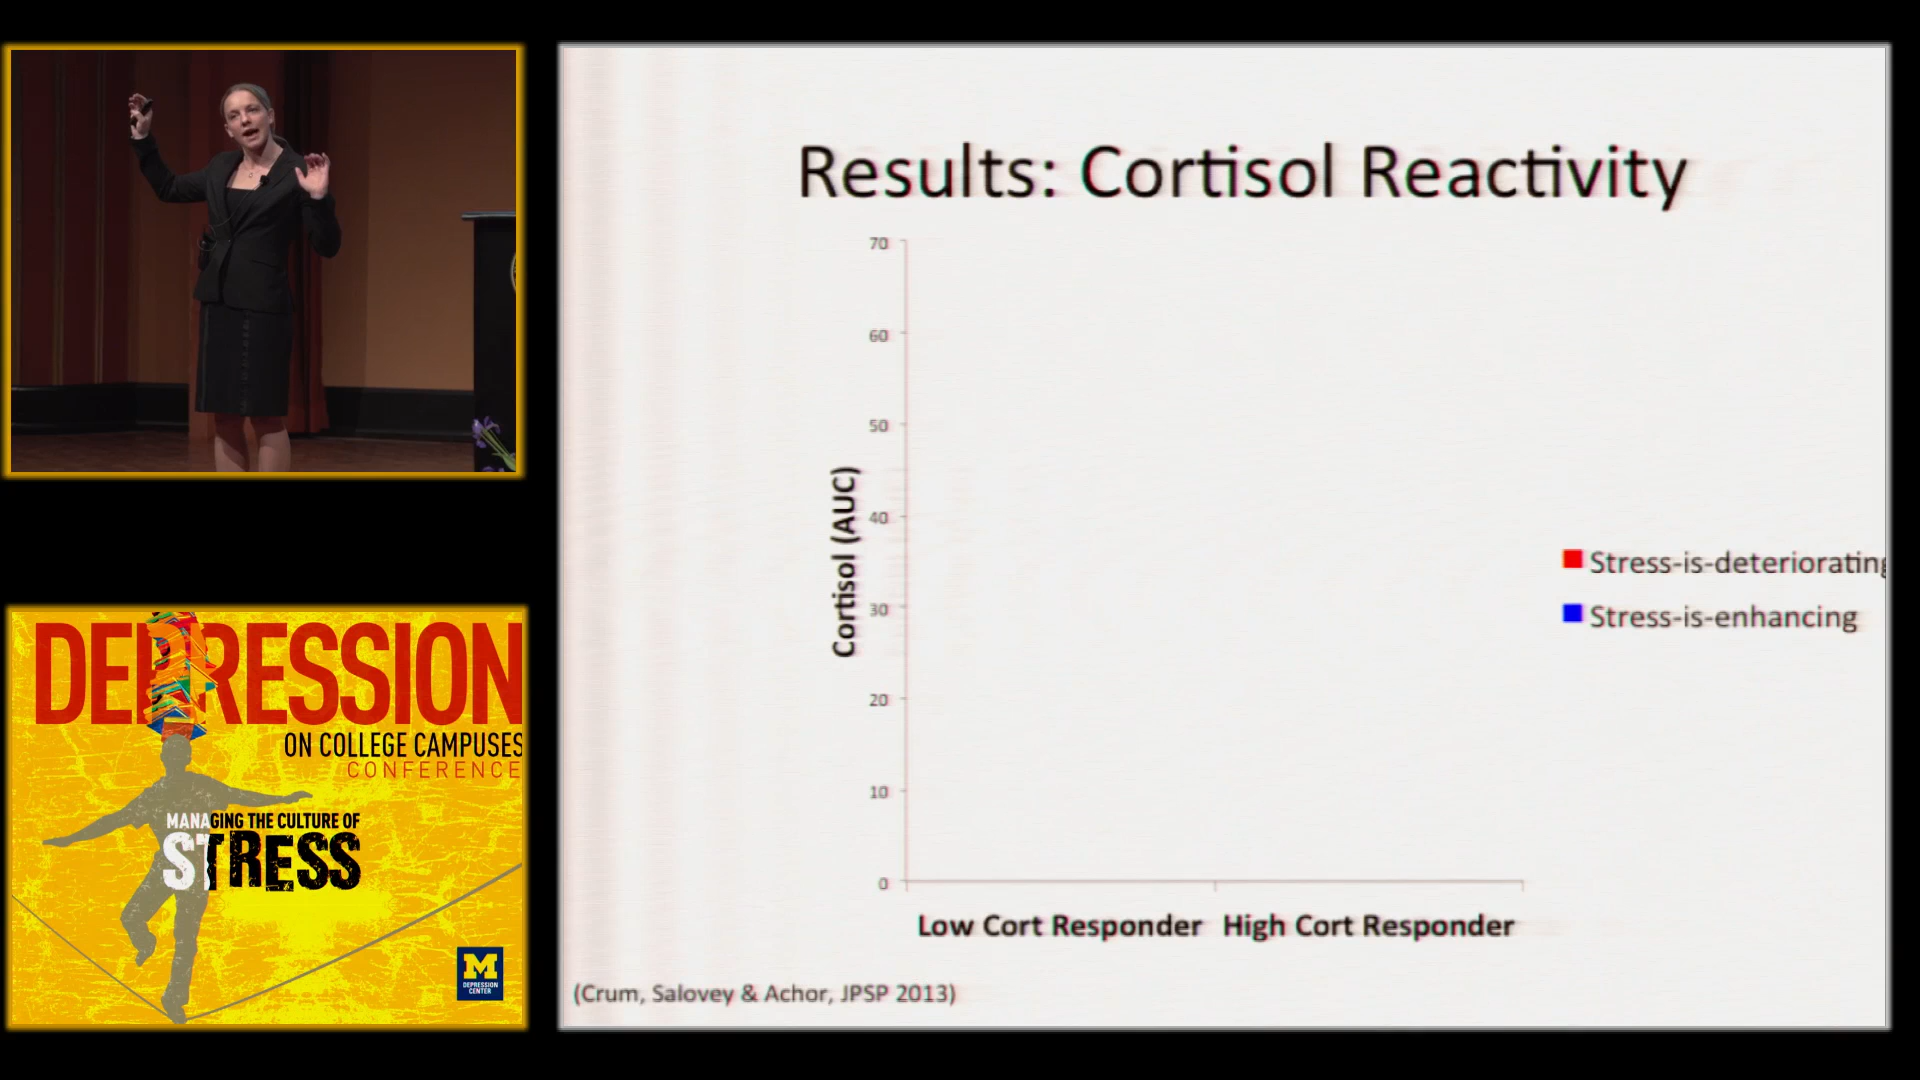 Results: Cortisol Reactivity
70
60
50
40
30
20
10
0
Cortisol (AUC)
Low Cort Responder High Cort Responder
Stress-is-deteriorating
Stress-is-enhancing
(Crum, Salovey & Achor, JPSP 2013)
DEPRESSION
ON COLLEGE CAMPUSES
CONFERENCE
MANAGING THE CULTURE OF
STRESS
M
DEPRESSION
CENTER